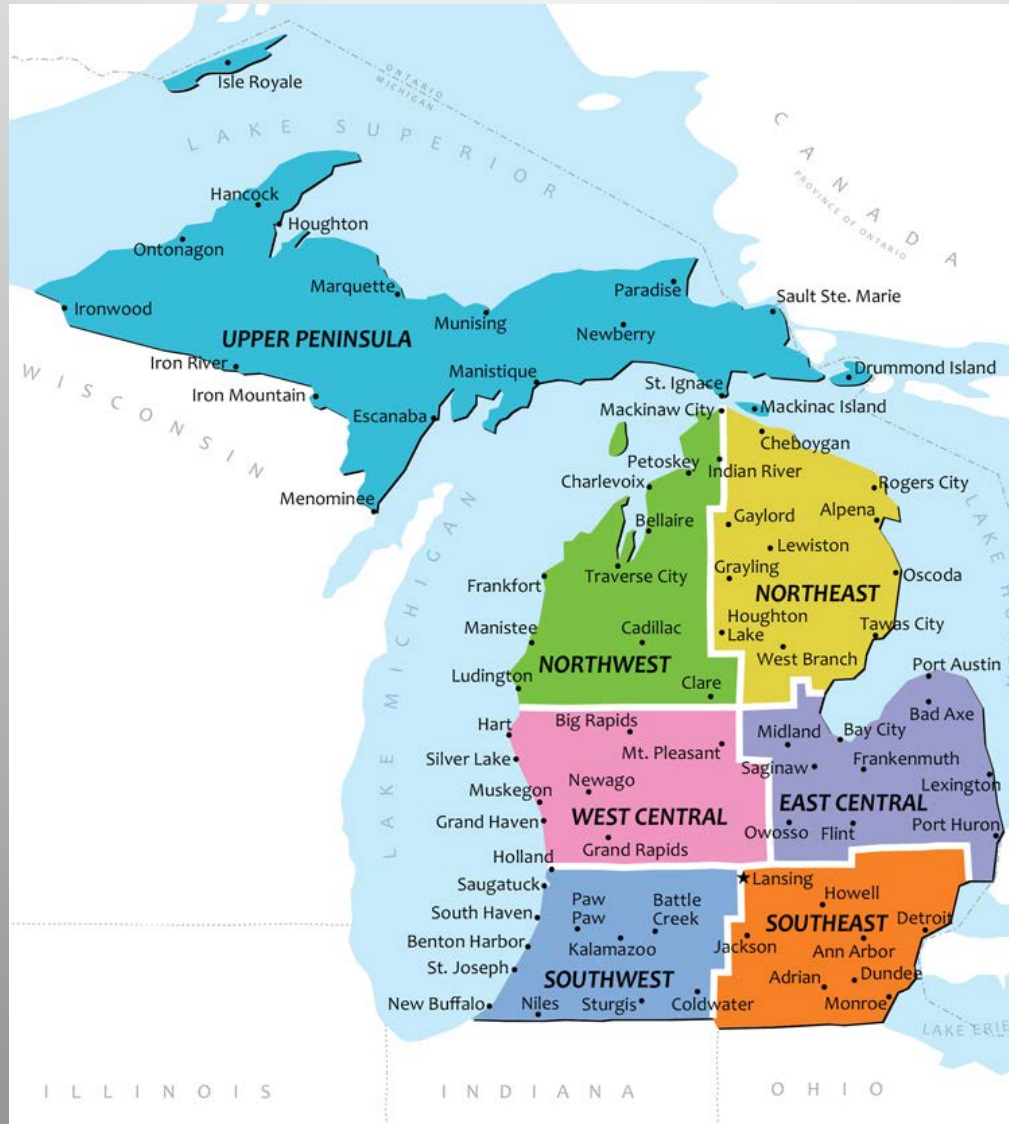 Isle Royale
ONTARIO
MICHIGAN
LAKE SUPERIOR
CANADA
PROVINCE OF ONTARIO
Hancock
Houghton
Ontonagon
Marquette
Paradise
Sault Ste. Marie
Ironwood
Munising
Newberry
UPPER PENINSULA
Iron River
Manistique
Drummond Island
WISCONSIN
Iron Mountain
St. Ignace
Escanaba
Mackinaw City
Mackinac Island
Cheboygan
Petoskey
Indian River
Charlevoix
Rogers City
Menominee
Alpena
Gaylord
Bellaire
Lewiston
LAKE MICHIGAN
LAKE HU
Traverse City
Grayling
Oscoda
Frankfort
NORTHEAST
Houghton
Lake
Tawas City
Manistee
Cadillac
West Branch
NORTHWEST
Port Austin
Ludington
Clare
Bad Axe
Big Rapids
Hart
Midland
Bay City
Mt. Pleasant
Silver Lake
Saginaw
Frankenmuth
Newago
Lexington
Muskegon
EAST CENTRAL
WEST CENTRAL
Grand Haven
Owosso
Flint
Port Huron
Grand Rapids
Holland
Lansing
Saugatuck
Howell
Paw
Paw
Battle
Creek
South Haven
SOUTHEAST
Detroit
Benton Harbor
Kalamazoo
Jackson
Ann Arbor
St. Joseph
SOUTHWEST
Adrian
Dundee
New Buffalo
Niles
Sturgis
Coldwater
Monroe
LAKE ERIE
ILLINOIS
INDIANA
OHIO